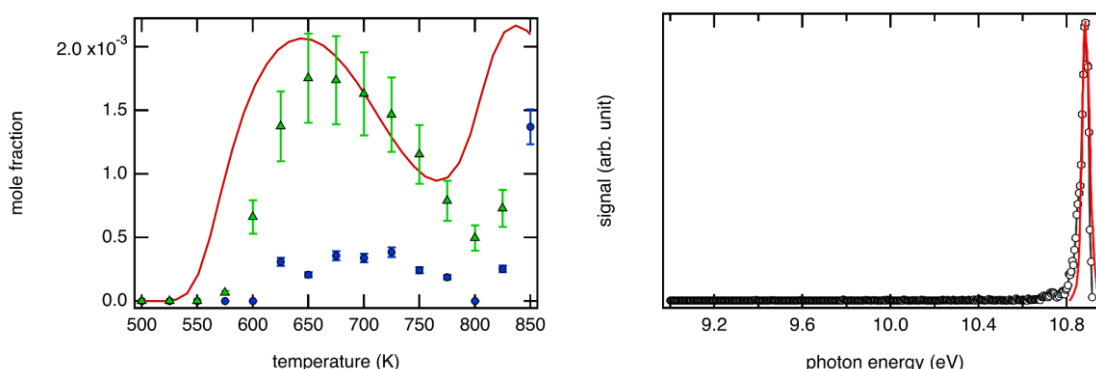 2.0 x10-3
1.5
1.0
0.5
0.0
mole fraction
500 550 600 650 700 750 800 850
temperature (K)
signal (arb. unit)
9.2 9.6 10.0 10.4 10.8
photon energy (eV)